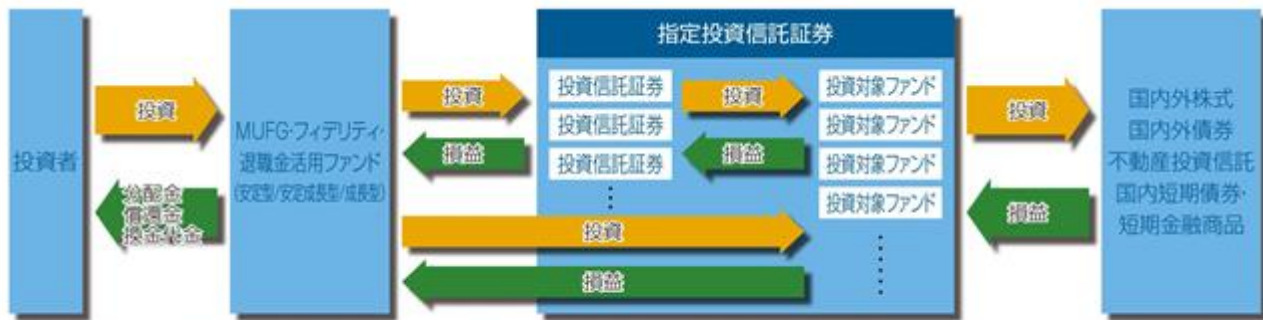 投資者
投資
分配金
償還金
換金代金
MUFG・フィデリティ・
退職金活用ファンド
(安定型/安定成長型/成長型)
投資
損益
投資
損益
指定投資信託証券
投資信託証券
投資信託証券
投資信託証券
投資
損益
投資対象ファンド
投資対象ファンド
投資対象ファンド
投資対象ファンド
投資
損益
国内外株式
国内外債券
不動産投資信託
国内短期債券・
短期金融商品